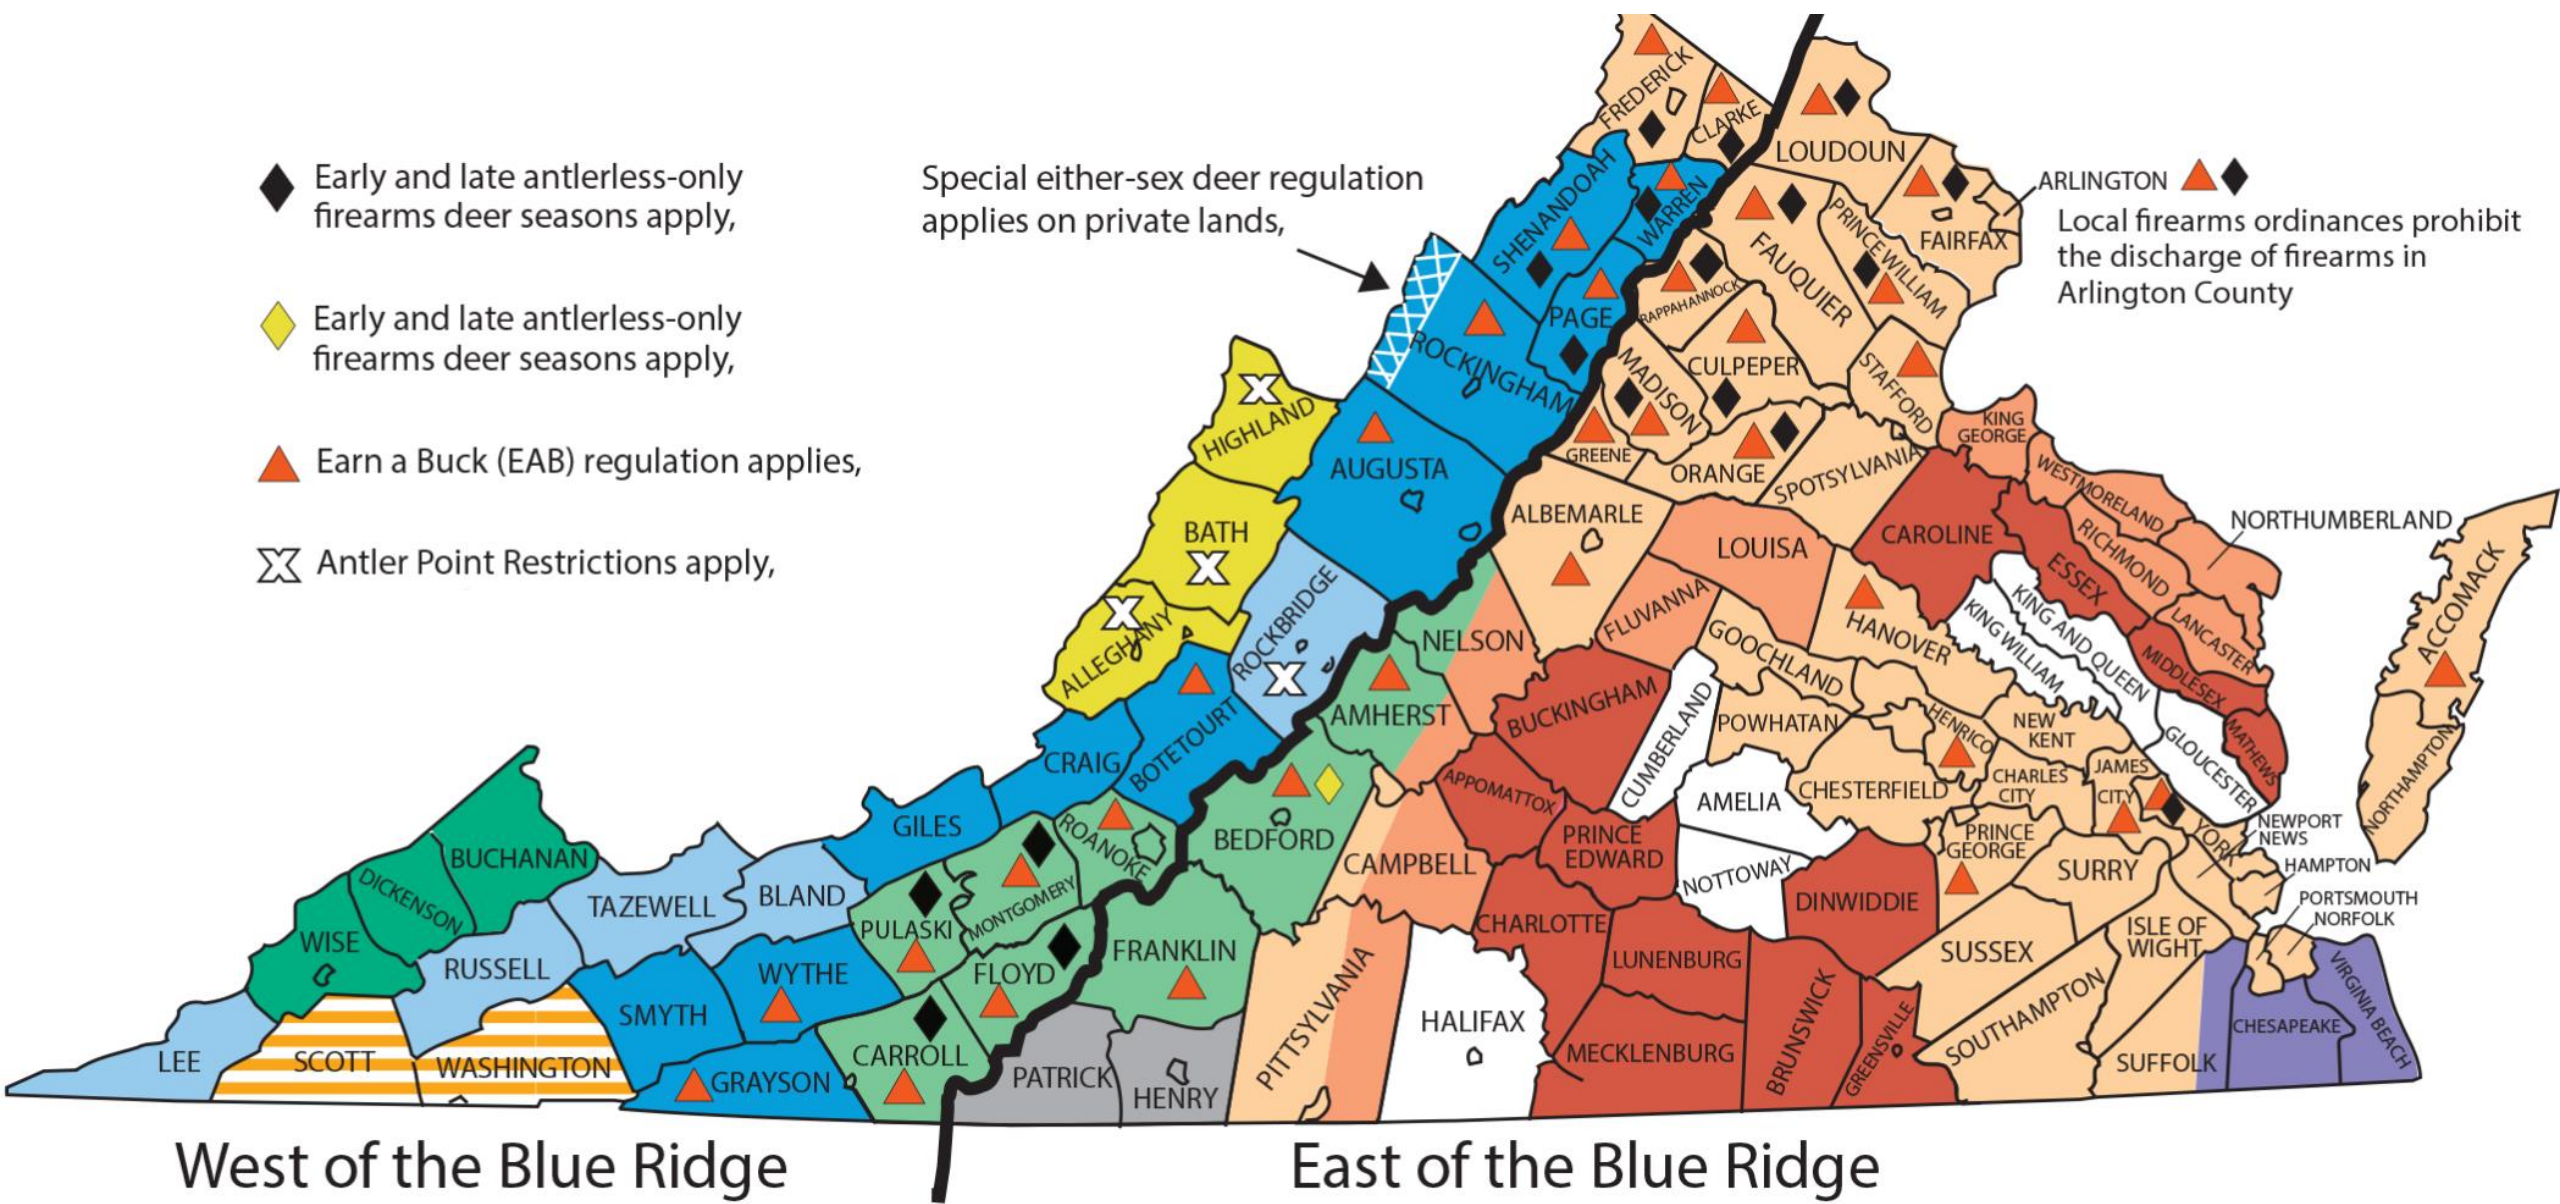 Early and late antlerless-only
firearms deer seasons apply,
Early and late antlerless-only
firearms deer seasons apply,
Earn a Buck (EAB) regulation applies,
Antler Point Restrictions apply,
Special either-sex deer regulation
applies on private lands,
ARLINGTON
Local firearms ordinances prohibit
the discharge of firearms in
Arlington County
FREDERICK
CLARKE
LOUDOUN
SHENANDOAH
WARREN
FAUQUIER
PRINCE WILLIAM
FAIRFAX
PAGE
RAPPAHANNOCK
ROCKINGHAM
MADISON
CULPEPER
STAFFORD
HIGHLAND
AUGUSTA
GREENE
ORANGE
SPOTSYLVANIA
KING
GEORGE
WESTMORELAND
NORTHUMBERLAND
BATH
ALBEMARLE
LOUISA
CAROLINE
RICHMOND
ESSEX
LANCASTER
ACCOMACK
ALLEGHANY
ROCKBRIDGE
NELSON
FLUVANNA
GOOCHLAND
HANOVER
KING WILLIAM
KING AND QUEEN
MIDDLESEX
MATHEWS
GLOUCESTER
NORTHAMPTON
CRAIG
BOTETOURT
AMHERST
BUCKINGHAM
CUMBERLAND
POWHATAN
HENRICO
NEW
KENT
CHARLES
CITY
JAMES
CITY
YORK
NEWPORT
NEWS
HAMPTON
PORTSMOUTH
NORFOLK
GILES
ROANOKE
BEDFORD
CAMPBELL
APPOMATTOX
PRINCE
EDWARD
AMELIA
NOTTOWAY
CHESTERFIELD
PRINCE
GEORGE
SURRY
BUCHANAN
DICKENSON
WISE
TAZEWELL
BLAND
PULASKI
MONTGOMERY
FLOYD
FRANKLIN
CHARLOTTE
LUNENBURG
DINWIDDIE
SUSSEX
ISLE OF
WIGHT
RUSSELL
SMYTH
WYTHE
LEE
SCOTT
WASHINGTON
GRAYSON
CARROLL
PATRICK
HENRY
PITTSYLVANIA
HALIFAX
MECKLENBURG
BRUNSWICK
GREENSVILLE
SOUTHAMPTON
SUFFOLK
CHESAPEAKE
VIRGINIA BEACH
West of the Blue Ridge
East of the Blue Ridge